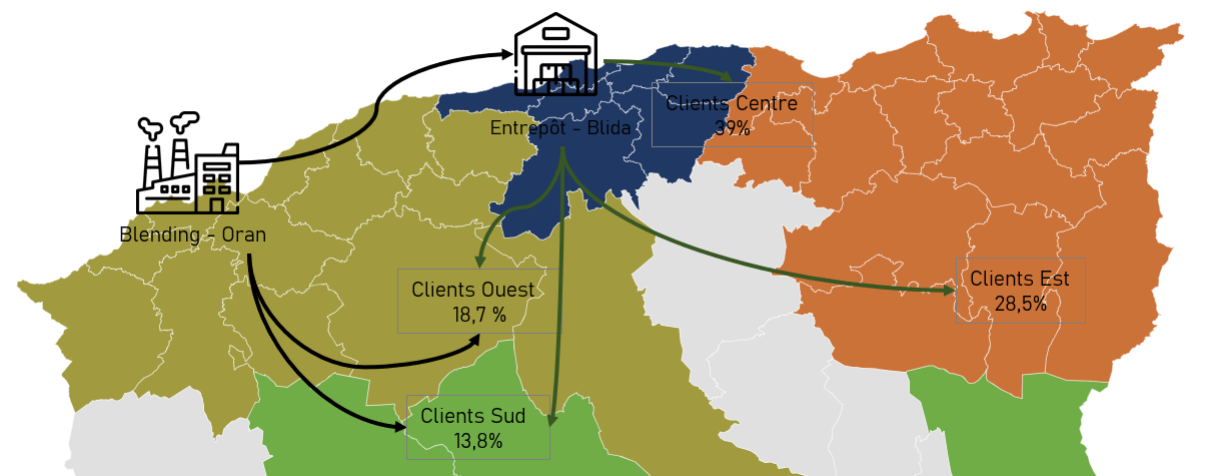 Clients Centre
39%
Entrepôt - Blida
Blending - Oran
Clients Ouest
18,7 %
Clients Est
28,5%
Clients Sud
13,8%